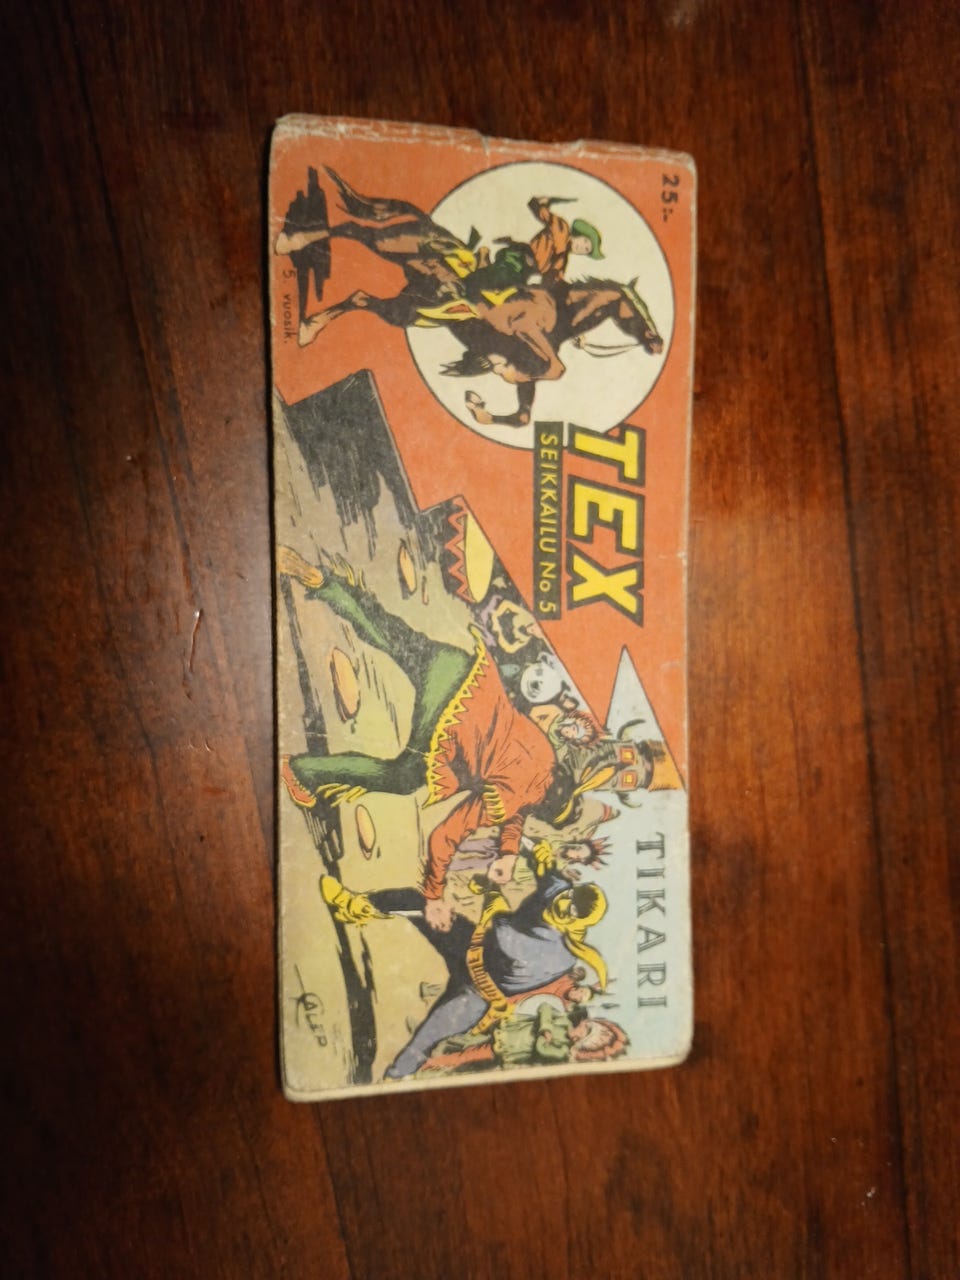 25:-
TEX
SEIKKAILU No. 5
5. vuosik.
TIKARI
GALEP